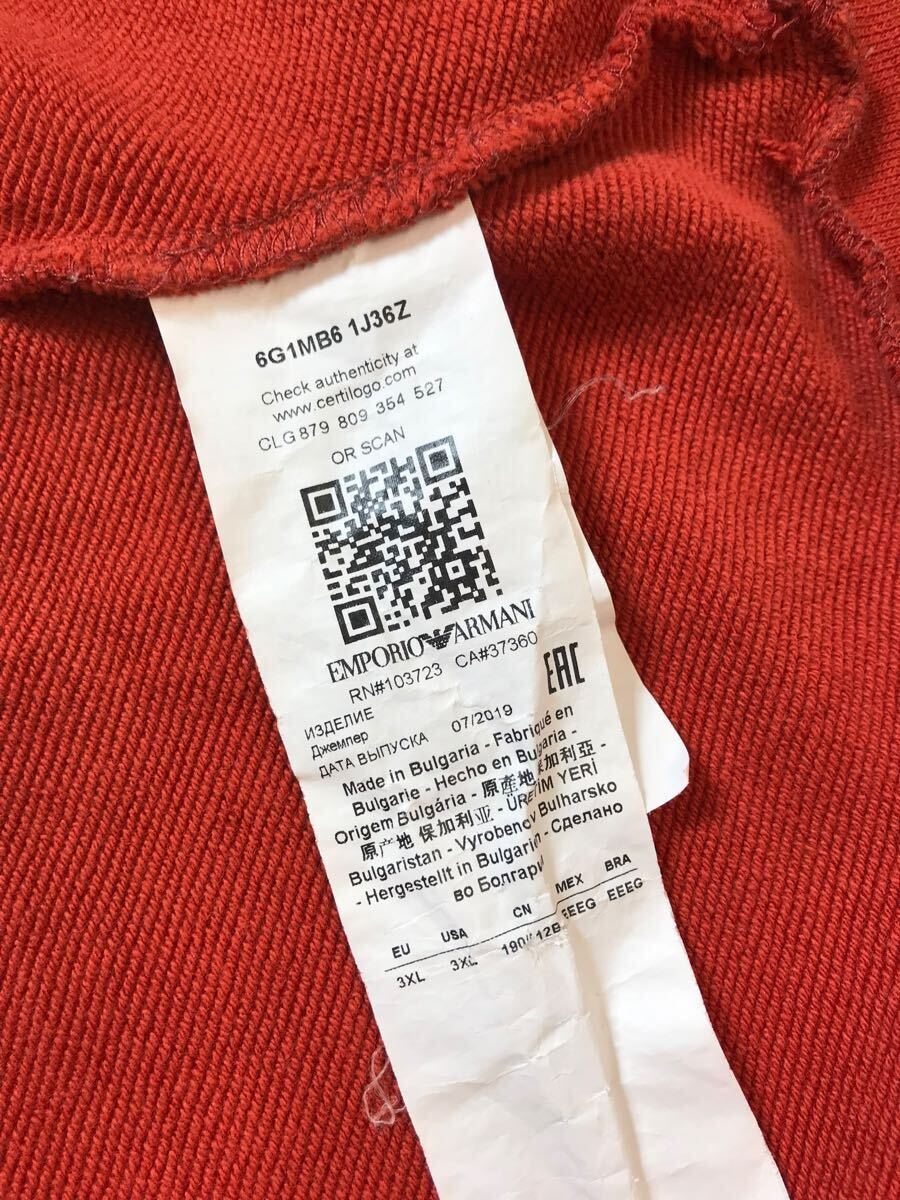 6G1MB6 1J36Z
Check authenticity at
www.certilogo.com
CLG 879 809 354 527
OR SCAN
EMPORIO ARMANI
RN#103723 CA#37360
EAC
ИЗДЕЛИЕ
Джемпер
ДАТА ВЫПУСКА 07/2019
Made in Bulgaria - Fabriqué en
Bulgarie - Hecho en Bulgaria -
Origem Bulgária - 原產地 保加利亞 -
原产地 保加利亚 - ÜRETİM YERİ
Bulgaristan - Vyrobeno v Bulharsko
- Hergestellt in Bulgarien - Сделано
во Болгарии
EU USA CN MEX BRA
3XL 3XL EEEG EEEG